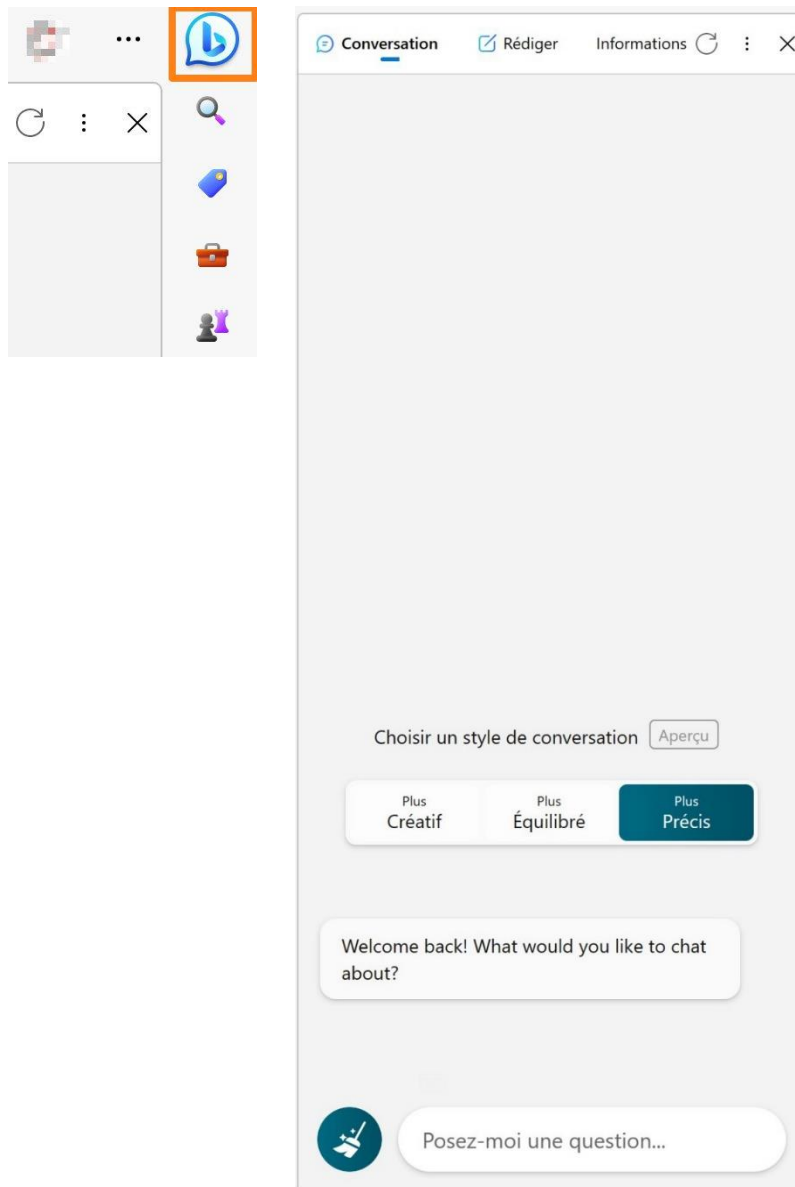 Conversation Rédiger Informations
Choisir un style de conversation Aperçu
Plus Plus Plus
Créatif Équilibré Précis
Welcome back! What would you like to chat
about?
Posez-moi une question...